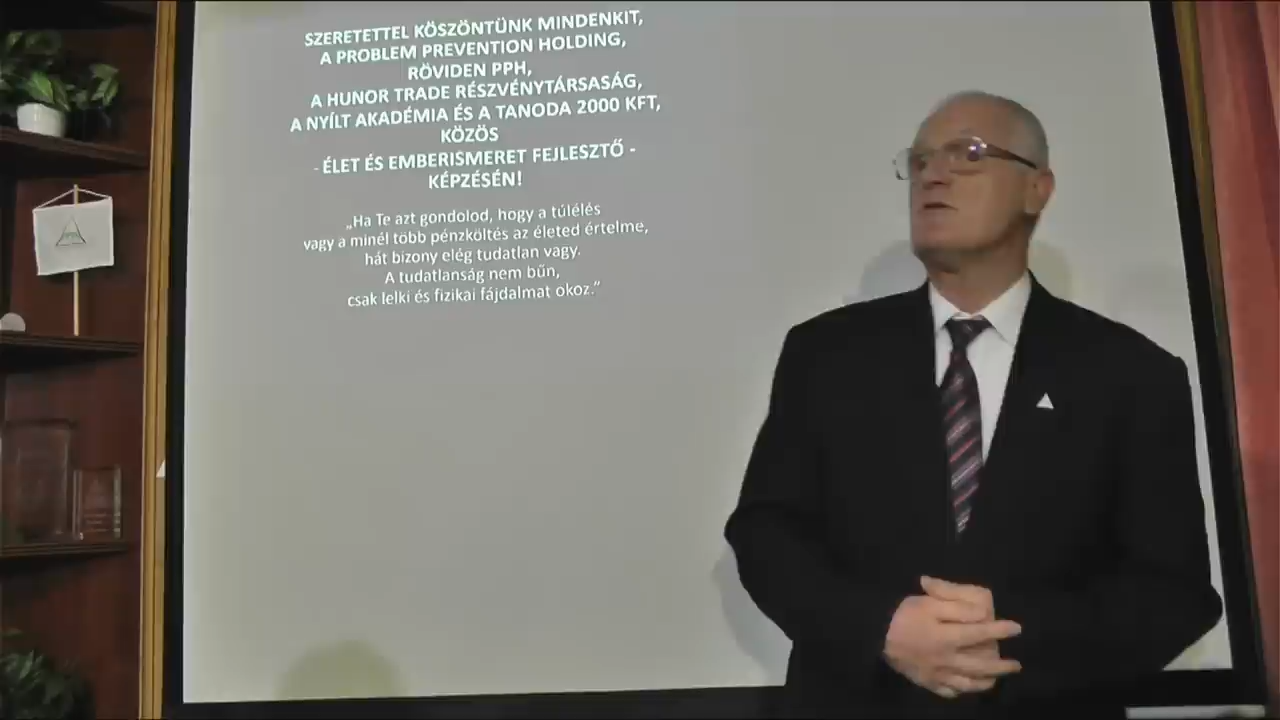 SZERETETTEL KÖSZÖNTÜNK MINDENKIT,
A PROBLEM PREVENTION HOLDING,
RÖVIDEN PPH,
A HUNOR TRADE RÉSZVÉNYTÁRSASÁG,
A NYÍLT AKADÉMIA ÉS A TANODA 2000 KFT,
KÖZÖS
- ÉLET ÉS EMBERISMERET FEJLESZTŐ -
KÉPZÉSÉN!
„Ha Te azt gondolod, hogy a túlélés
vagy a minél több pénzköltés az életed értelme,
hát bizony elég tudatlan vagy.
A tudatlanság nem bűn,
csak lelki és fizikai fájdalmat okoz.”